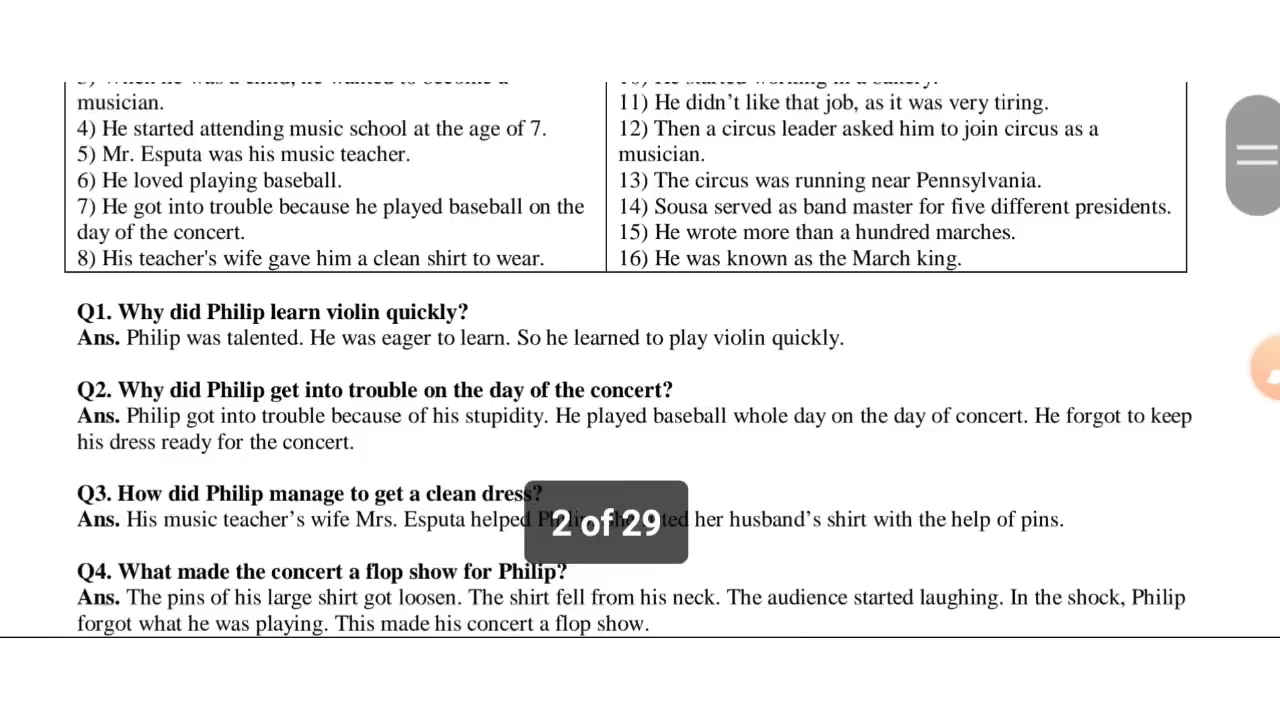 musician.
4) He started attending music school at the age of 7.
5) Mr. Esputa was his music teacher.
6) He loved playing baseball.
7) He got into trouble because he played baseball on the
day of the concert.
8) His teacher's wife gave him a clean shirt to wear.
11) He didn’t like that job, as it was very tiring.
12) Then a circus leader asked him to join circus as a
musician.
13) The circus was running near Pennsylvania.
14) Sousa served as band master for five different presidents.
15) He wrote more than a hundred marches.
16) He was known as the March king.
Q1. Why did Philip learn violin quickly?
Ans. Philip was talented. He was eager to learn. So he learned to play violin quickly.
Q2. Why did Philip get into trouble on the day of the concert?
Ans. Philip got into trouble because of his stupidity. He played baseball whole day on the day of concert. He forgot to keep
his dress ready for the concert.
Q3. How did Philip manage to get a clean dress?
Ans. His music teacher’s wife Mrs. Esputa helped her husband’s shirt with the help of pins.
2 of 29
Q4. What made the concert a flop show for Philip?
Ans. The pins of his large shirt got loosen. The shirt fell from his neck. The audience started laughing. In the shock, Philip
forgot what he was playing. This made his concert a flop show.